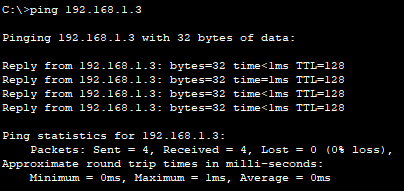 C:\>ping 192.168.1.3
Pinging 192.168.1.3 with 32 bytes of data:
Reply from 192.168.1.3: bytes=32 time<1ms TTL=128
Reply from 192.168.1.3: bytes=32 time<1ms TTL=128
Reply from 192.168.1.3: bytes=32 time<1ms TTL=128
Reply from 192.168.1.3: bytes=32 time<1ms TTL=128
Ping statistics for 192.168.1.3:
Packets: Sent = 4, Received = 4, Lost = 0 (0% loss),
Approximate round trip times in milli-seconds:
Minimum = 0ms, Maximum = 1ms, Average = 0ms